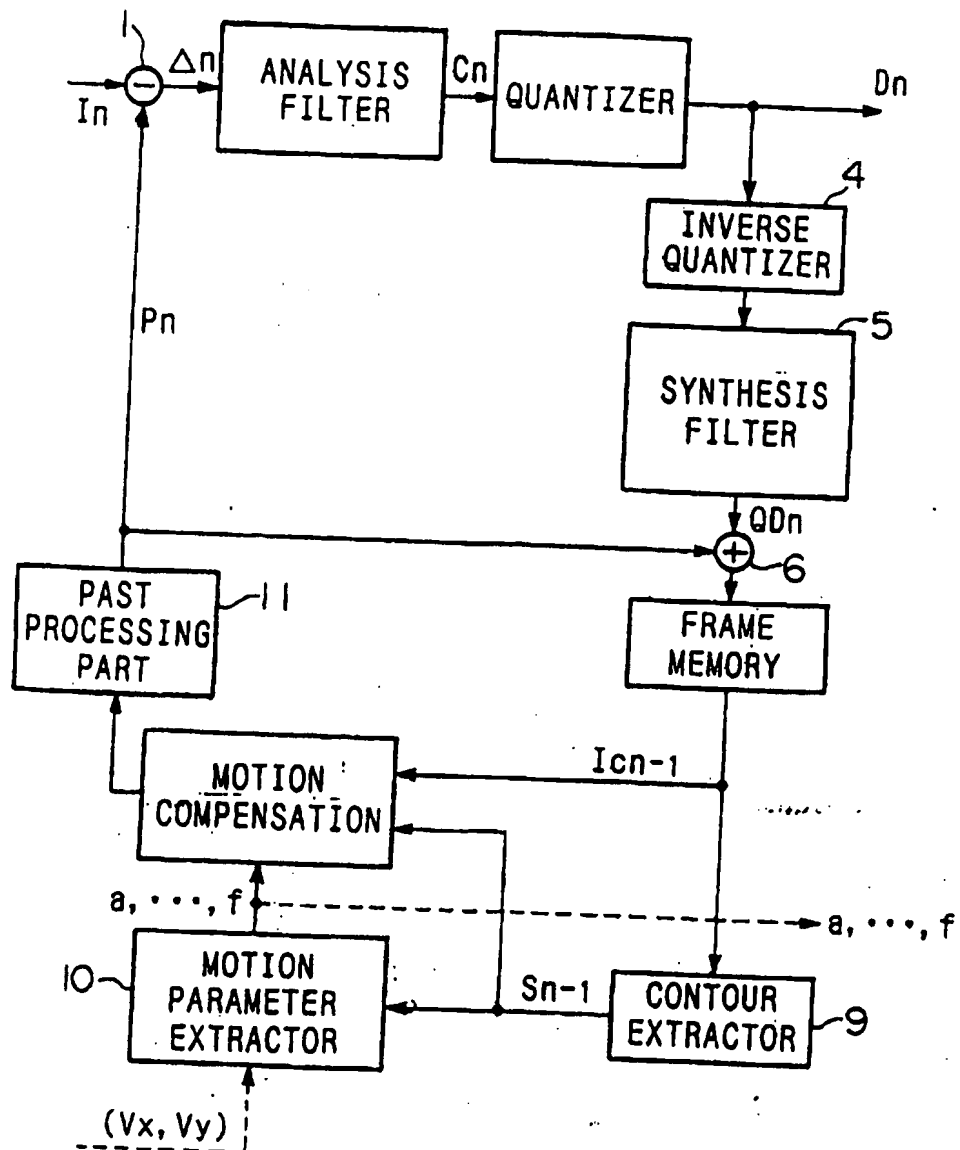 1
Δn
In
ANALYSIS
FILTER
Cn
QUANTIZER
Dn
4
INVERSE
QUANTIZER
5
SYNTHESIS
FILTER
Pn
QDn
6
PAST
PROCESSING
PART
11
FRAME
MEMORY
MOTION
COMPENSATION
Icn-1
a, ···, f
a, ···, f
10
MOTION
PARAMETER
EXTRACTOR
Sn-1
CONTOUR
EXTRACTOR
9
(Vx, Vy)